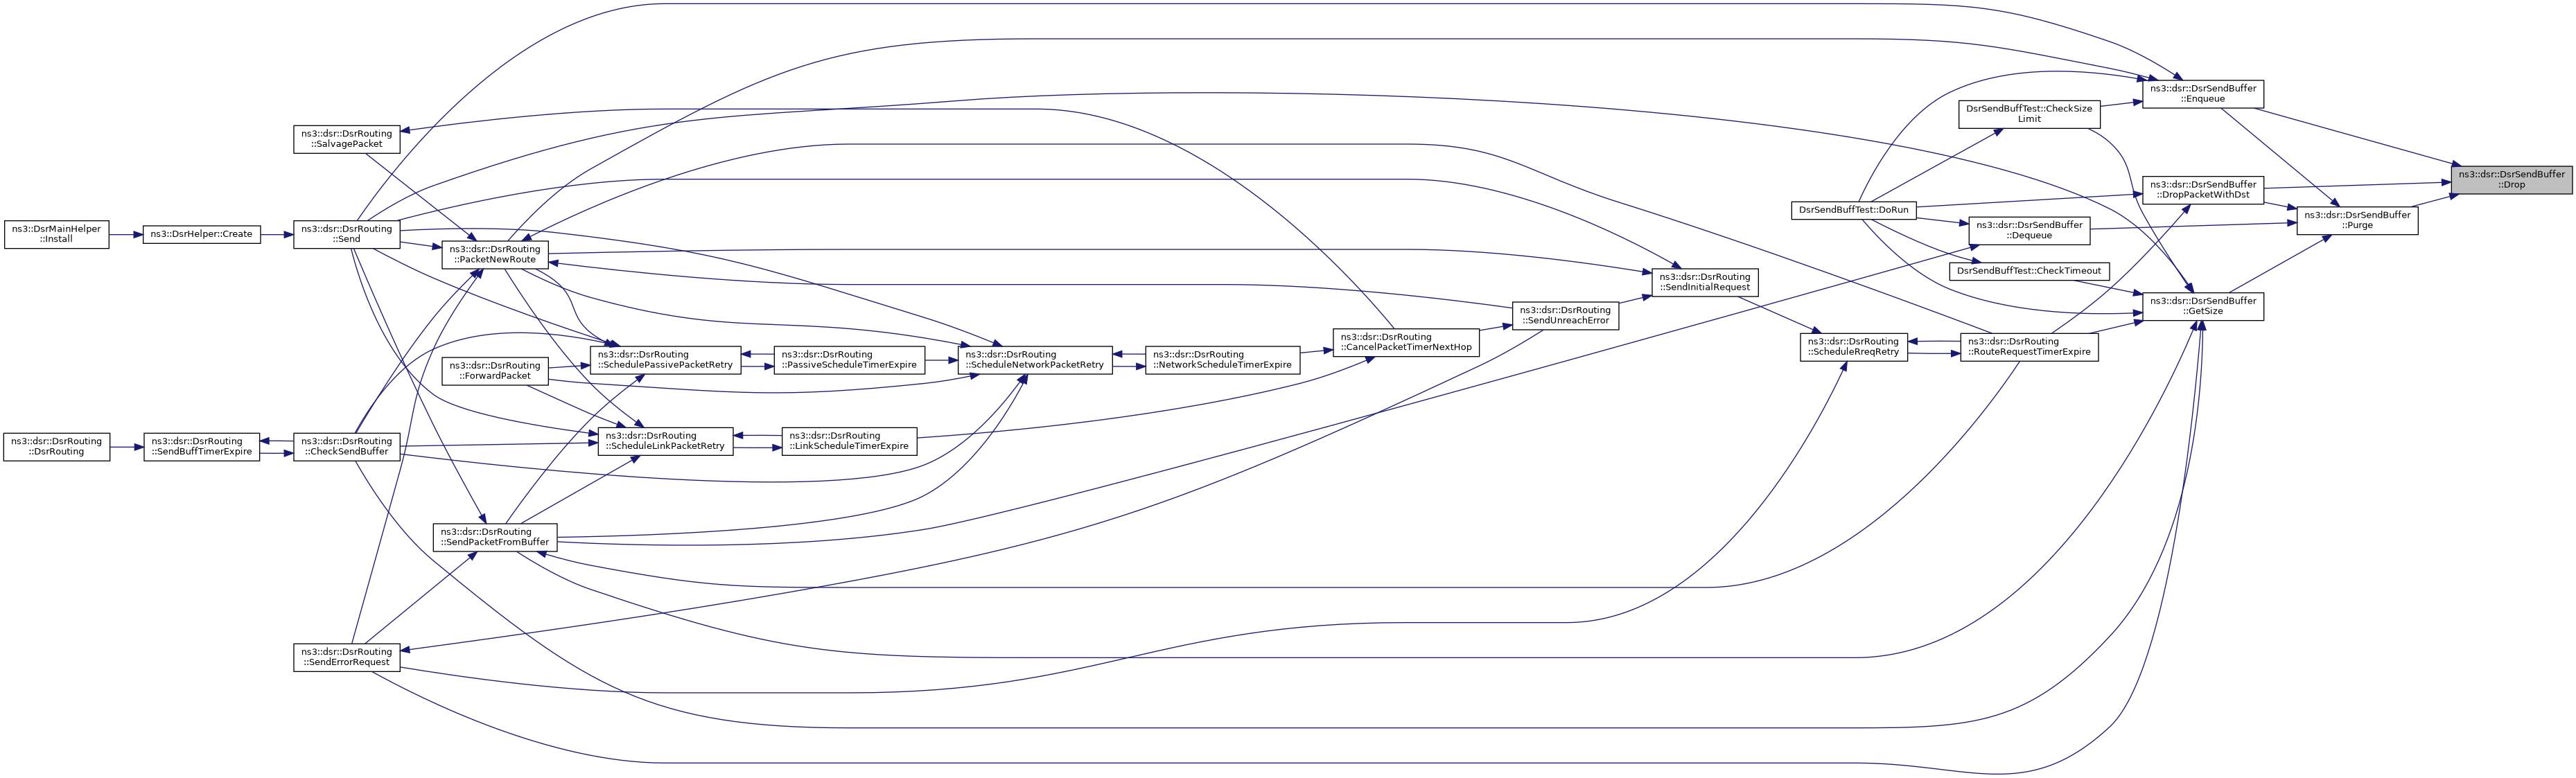 ns3::DsrMainHelper
::Install
ns3::DsrHelper::Create
ns3::dsr::DsrRouting
::DsrRouting
ns3::dsr::DsrRouting
::SendBuffTimerExpire
ns3::dsr::DsrRouting
::SalvagePacket
ns3::dsr::DsrRouting
::Send
ns3::dsr::DsrRouting
::CheckSendBuffer
ns3::dsr::DsrRouting
::SendErrorRequest
ns3::dsr::DsrRouting
::PacketNewRoute
ns3::dsr::DsrRouting
::ForwardPacket
ns3::dsr::DsrRouting
::SendPacketFromBuffer
ns3::dsr::DsrRouting
::SchedulePassivePacketRetry
ns3::dsr::DsrRouting
::ScheduleLinkPacketRetry
ns3::dsr::DsrRouting
::PassiveScheduleTimerExpire
ns3::dsr::DsrRouting
::LinkScheduleTimerExpire
ns3::dsr::DsrRouting
::ScheduleNetworkPacketRetry
ns3::dsr::DsrRouting
::NetworkScheduleTimerExpire
ns3::dsr::DsrRouting
::CancelPacketTimerNextHop
ns3::dsr::DsrRouting
::SendUnreachError
ns3::dsr::DsrRouting
::SendInitialRequest
ns3::dsr::DsrRouting
::ScheduleRreqRetry
DsrSendBuffTest::DoRun
DsrSendBuffTest::CheckSize
Limit
ns3::dsr::DsrSendBuffer
::Dequeue
DsrSendBuffTest::CheckTimeout
ns3::dsr::DsrRouting
::RouteRequestTimerExpire
ns3::dsr::DsrSendBuffer
::Enqueue
ns3::dsr::DsrSendBuffer
::DropPacketWithDst
ns3::dsr::DsrSendBuffer
::GetSize
ns3::dsr::DsrSendBuffer
::Purge
ns3::dsr::DsrSendBuffer
::Drop